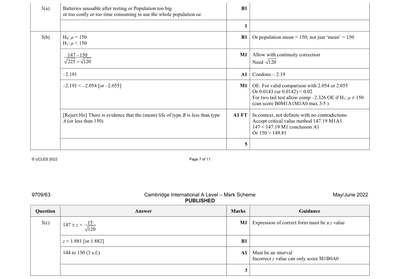 3(a) Batteries unusable after testing or Population too big B1
or too costly or too time consuming to use the whole population or
1
3(b) H₀: μ = 150 B1 Or population mean = 150; not just ‘mean’ = 150
H₁: μ < 150
147 −150 / √225 ÷ √120 M1 Allow with continuity correction
Need √120
−2.191 A1 Condone – 2.19
−2.191 < −2.054 [or −2.055] M1 OE. For valid comparison with 2.054 or 2.055
Or 0.0143 (or 0.0142) < 0.02
For two tail test allow comp –2.326 OE if H₁: μ ≠ 150
(can score B0M1A1M1A0 max 3/5 )
[Reject H₀] There is evidence that the (mean) life of type B is less than type A1 FT In context, not definite with no contradictions
A (or less than 150) Accept critical value method 147.19 M1A1
147 < 147.19 M1 conclusion A1
Or 150 > 149.81
5
© UCLES 2022 Page 7 of 11
9709/63 Cambridge International A Level – Mark Scheme May/June 2022
PUBLISHED
Question Answer Marks Guidance
3(c) 147 ± z × 15/√120 M1 Expression of correct form must be a z value
z = 1.881 [or 1.882] B1
144 to 150 (3 s.f.) A1 Must be an interval
Incorrect z value can only score M1B0A0
3